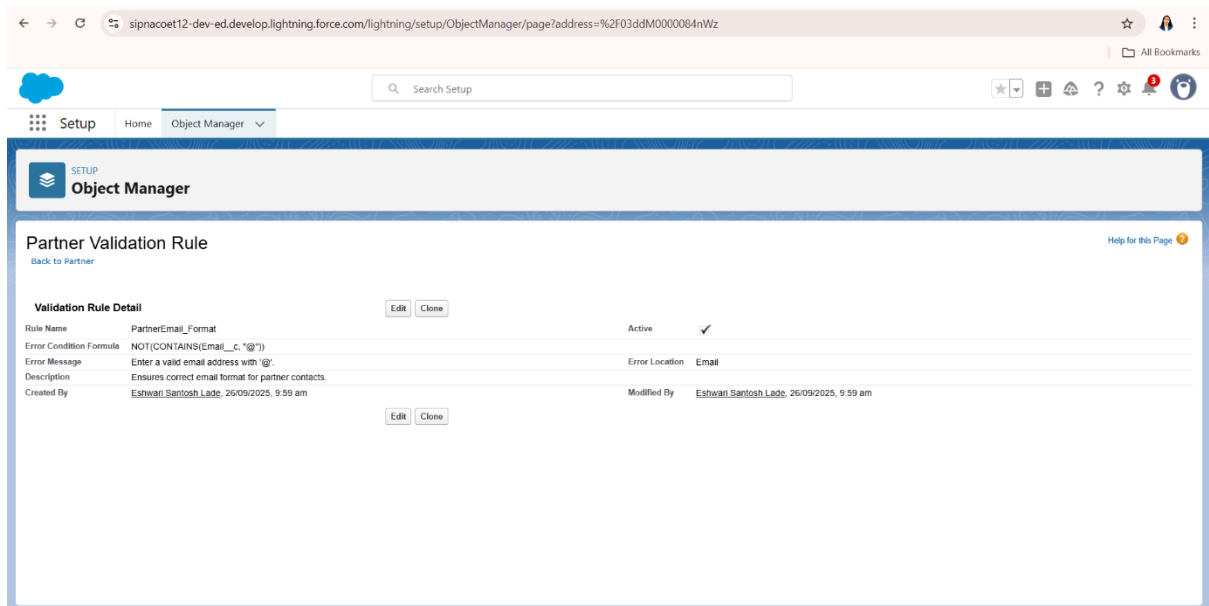 sipnacoet12-dev-ed.develop.lightning.force.com/lightning/setup/ObjectManager/page?address=%2F03ddM0000084nWz
All Bookmarks
Search Setup
3
Setup Home Object Manager
SETUP
Object Manager
Partner Validation Rule
Help for this Page ?
Back to Partner
Validation Rule Detail Edit Clone
Rule Name PartnerEmail_Format Active
Error Condition Formula NOT(CONTAINS(Email__c, "@"))
Error Message Enter a valid email address with '@'. Error Location Email
Description Ensures correct email format for partner contacts.
Created By Eshwari Santosh Lade, 26/09/2025, 9:59 am Modified By Eshwari Santosh Lade, 26/09/2025, 9:59 am
Edit Clone